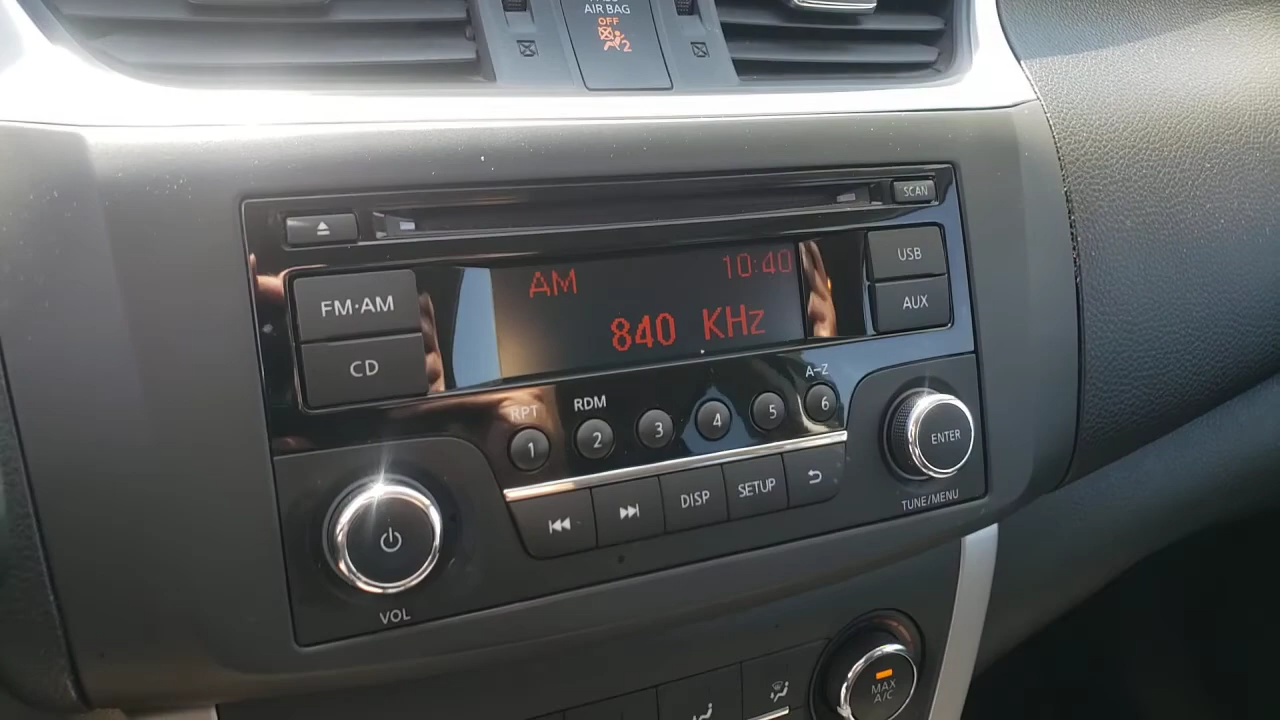 AIR BAG
OFF
2
SCAN
FM·AM
CD
AM
10:40
840 KHz
USB
AUX
RPT
RDM
A-Z
1
2
3
4
5
6
DISP
SETUP
ENTER
TUNE/MENU
VOL
MAX
A/C